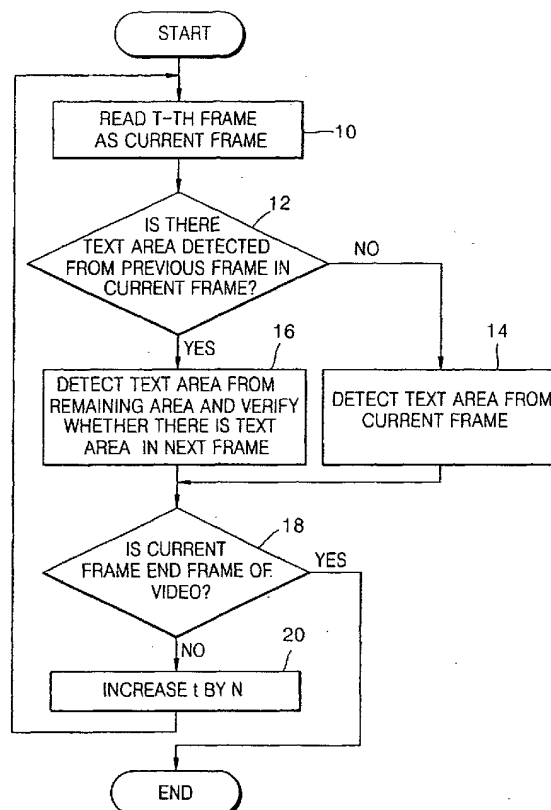 START
READ T-TH FRAME
AS CURRENT FRAME
10
12
IS THERE
TEXT AREA DETECTED
FROM PREVIOUS FRAME IN
CURRENT FRAME?
NO
YES
16
14
DETECT TEXT AREA FROM
REMAINING AREA AND VERIFY
WHETHER THERE IS TEXT
AREA IN NEXT FRAME
DETECT TEXT AREA FROM
CURRENT FRAME
18
IS CURRENT
FRAME END FRAME OF.
VIDEO?
YES
NO
20
INCREASE t BY N
END